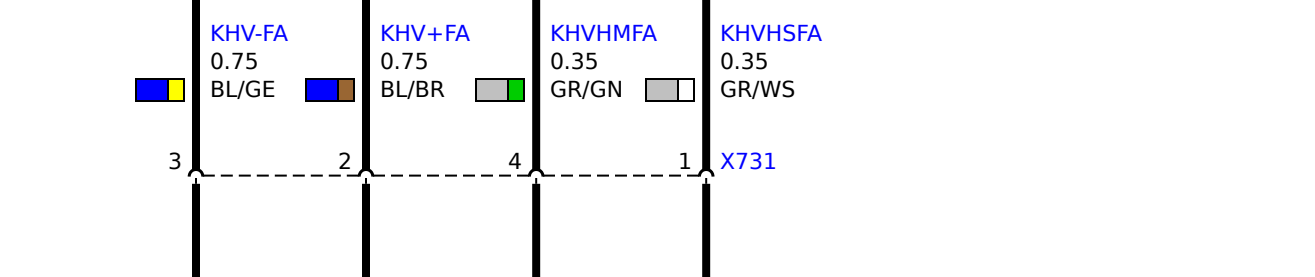 KHV-FA KHV+FA KHVHMFA KHVHSFA
0.75 0.75 0.35 0.35
BL/GE BL/BR GR/GN GR/WS
3 2 4 1 X731